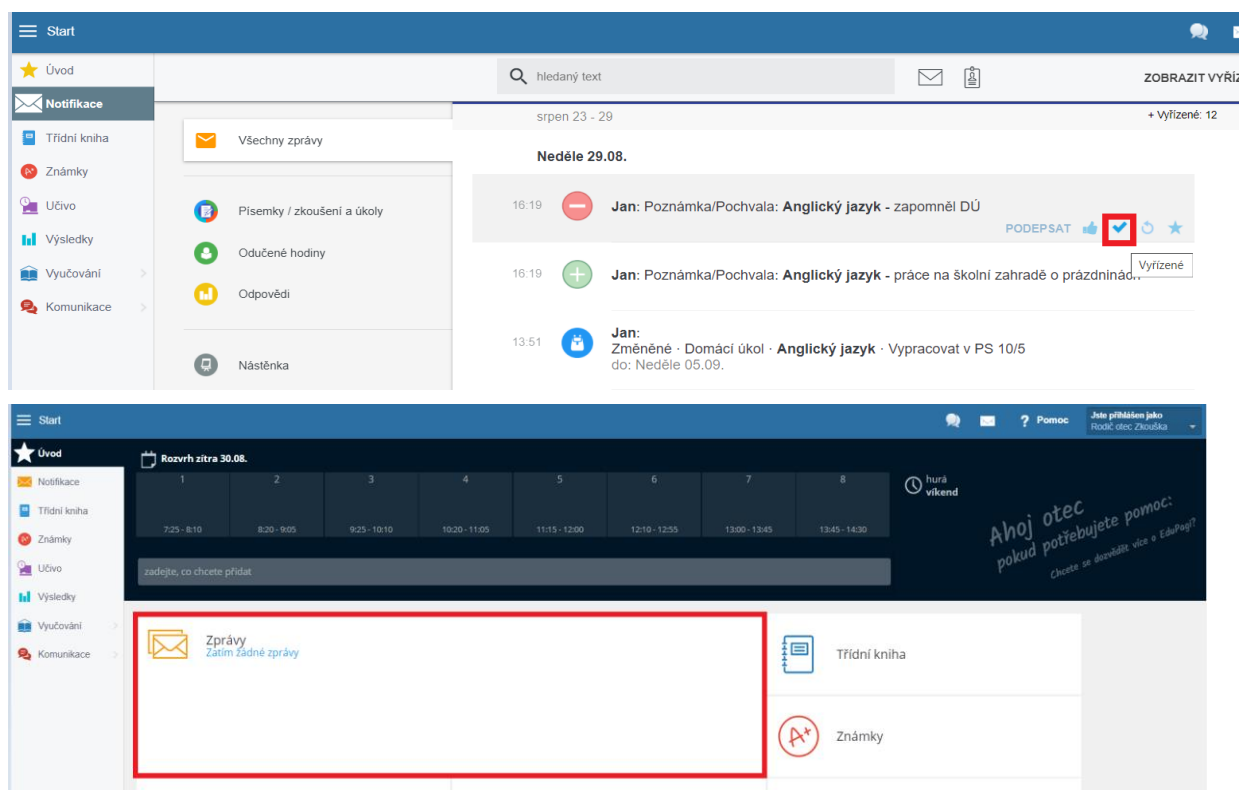 Start
Úvod
Notifikace
Třídní kniha
Známky
Učivo
Výsledky
Vyučování
Komunikace
Všechny zprávy
Písemky / zkoušení a úkoly
Odučené hodiny
Odpovědi
Nástěnka
hledaný text
ZOBRAZIT VYŘÍZ
srpen 23 - 29
+ Vyřízené: 12
Neděle 29.08.
16:19
Jan: Poznámka/Pochvala: Anglický jazyk - zapomněl DÚ
PODEPSAT
Vyřízené
16:19
Jan: Poznámka/Pochvala: Anglický jazyk - práce na školní zahradě o prázdninách
13:51
Jan:
Změněné · Domácí úkol · Anglický jazyk · Vypracovat v PS 10/5
do: Neděle 05.09.
Start
? Pomoc
Jste přihlášen jako
Rodič otec Zkouška
Úvod
Notifikace
Třídní kniha
Známky
Učivo
Výsledky
Vyučování
Komunikace
Rozvrh zítra 30.08.
1 2 3 4 5 6 7 8
7:25 - 8:10 8:20 - 9:05 9:25 - 10:10 10:20 - 11:05 11:15 - 12:00 12:10 - 12:55 13:00 - 13:45 13:45 - 14:30
hurá
víkend
Ahoj otec
pokud potřebujete pomoc:
Chcete se dozvědět více o EduPagi?
zadejte, co chcete přidat
Zprávy
Zatím žádné zprávy
Třídní kniha
A+
Známky